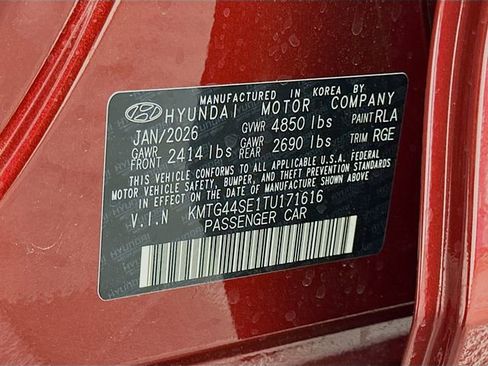 MANUFACTURED IN KOREA BY
HYUNDAI MOTOR COMPANY
JAN/2026 GVWR 4850 lbs PAINT RLA
GAWR FRONT 2414 lbs GAWR REAR 2690 lbs TRIM RGE
THIS VEHICLE CONFORMS TO ALL APPLICABLE U.S.A. FEDERAL
MOTOR VEHICLE SAFETY, BUMPER, AND THEFT PREVENTION STANDARDS
IN EFFECT ON THE DATE OF MANUFACTURE SHOWN ABOVE.
V.I.N KMTG44SE1TU171616
PASSENGER CAR